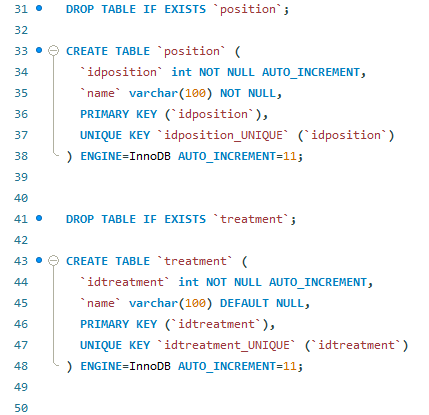 31 DROP TABLE IF EXISTS `position`;
32
33 CREATE TABLE `position` (
34 `idposition` int NOT NULL AUTO_INCREMENT,
35 `name` varchar(100) NOT NULL,
36 PRIMARY KEY (`idposition`),
37 UNIQUE KEY `idposition_UNIQUE` (`idposition`)
38 ) ENGINE=InnoDB AUTO_INCREMENT=11;
39
40
41 DROP TABLE IF EXISTS `treatment`;
42
43 CREATE TABLE `treatment` (
44 `idtreatment` int NOT NULL AUTO_INCREMENT,
45 `name` varchar(100) DEFAULT NULL,
46 PRIMARY KEY (`idtreatment`),
47 UNIQUE KEY `idtreatment_UNIQUE` (`idtreatment`)
48 ) ENGINE=InnoDB AUTO_INCREMENT=11;
49
50